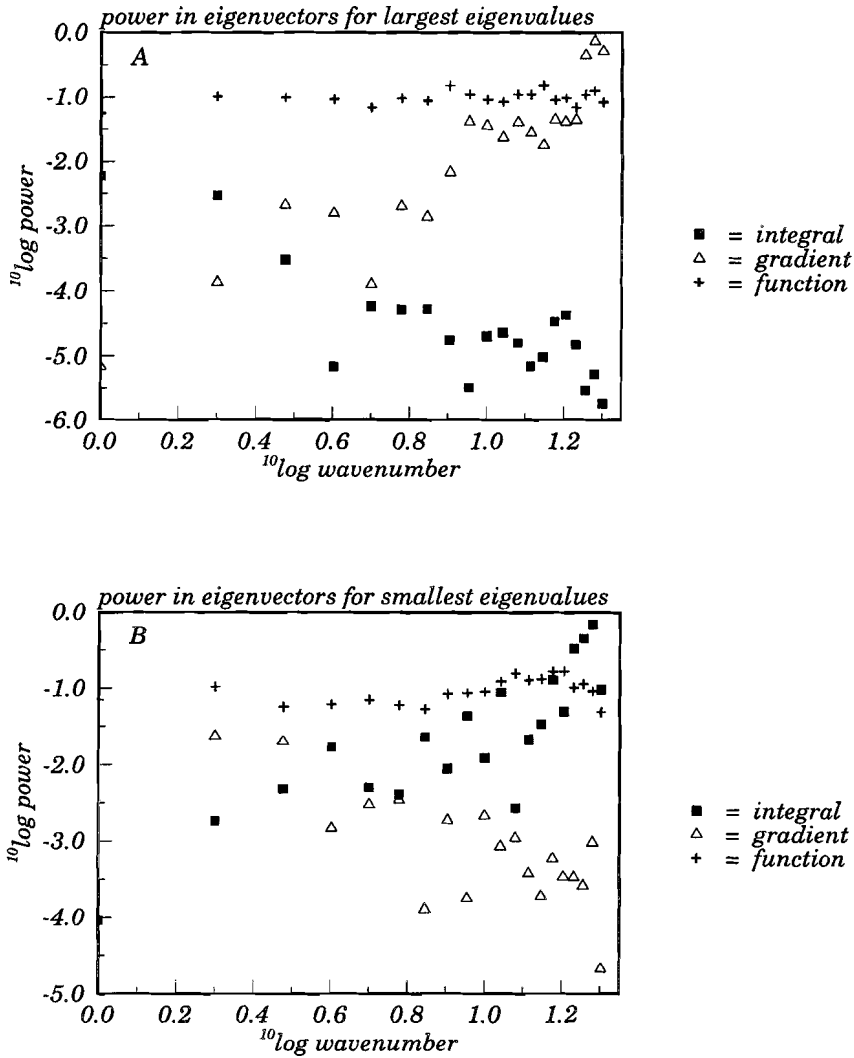 power in eigenvectors for largest eigenvalues
A
0.0
-1.0
-2.0
-3.0
-4.0
-5.0
-6.0
¹⁰log power
0.0 0.2 0.4 0.6 0.8 1.0 1.2
¹⁰log wavenumber
■ = integral
△ = gradient
+ = function
power in eigenvectors for smallest eigenvalues
B
0.0
-1.0
-2.0
-3.0
-4.0
-5.0
¹⁰log power
0.0 0.2 0.4 0.6 0.8 1.0 1.2
¹⁰log wavenumber
■ = integral
△ = gradient
+ = function